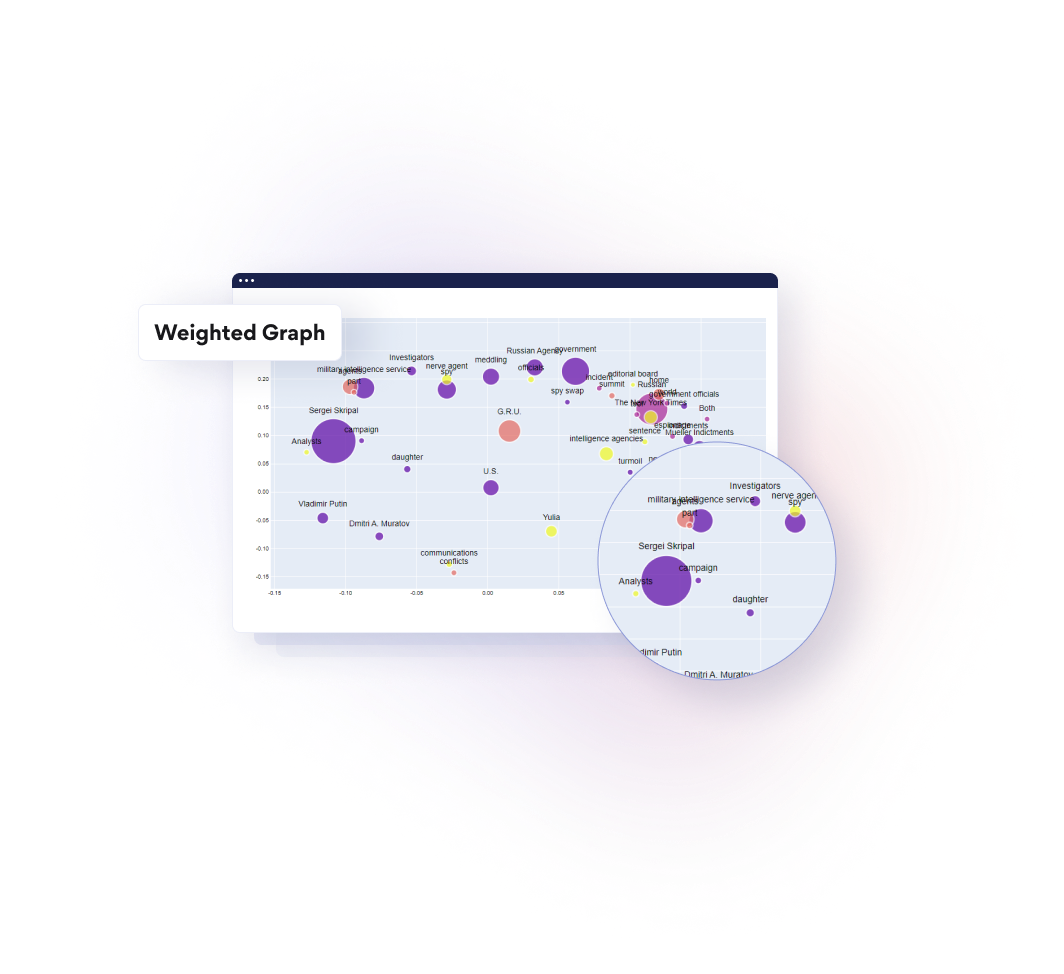 Weighted Graph
Russian Agency
government
meddling
Investigators
nerve agent
spy
military intelligence service
agents
part
officials
spy swap
incident
summit
editorial board
home
Russian
world
government officials
The New York Times
Both
0.20
0.15
0.10
0.05
0.00
-0.05
-0.10
-0.15
Sergei Skripal
campaign
Analysts
G.R.U.
daughter
U.S.
intelligence agencies
sentence
espionage
Mueller Indictments
turmoil
Vladimir Putin
Dmitri A. Muratov
Yulia
communications
conflicts
-0.15
-0.10
-0.05
0.00
0.05
Investigators
nerve agen
spy
military intelligence service
agents
part
Sergei Skripal
campaign
Analysts
daughter
dimir Putin
Dmitri A. Muratov